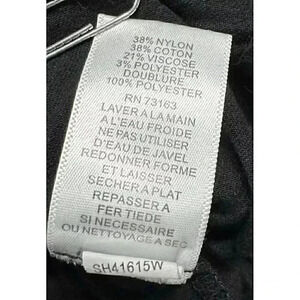 38% NYLON
38% COTON
21% VISCOSE
3% POLYESTER
DOUBLURE
100% POLYESTER
RN 73163
LAVER A LA MAIN
A L'EAU FROIDE
NE PAS UTILISER
D'EAU DE JAVEL
REDONNER FORME
ET LAISSER
SECHER A PLAT
REPASSER A
FER TIEDE
SI NECESSAIRE
OU NETTOYAGE A SEC
SH41615W